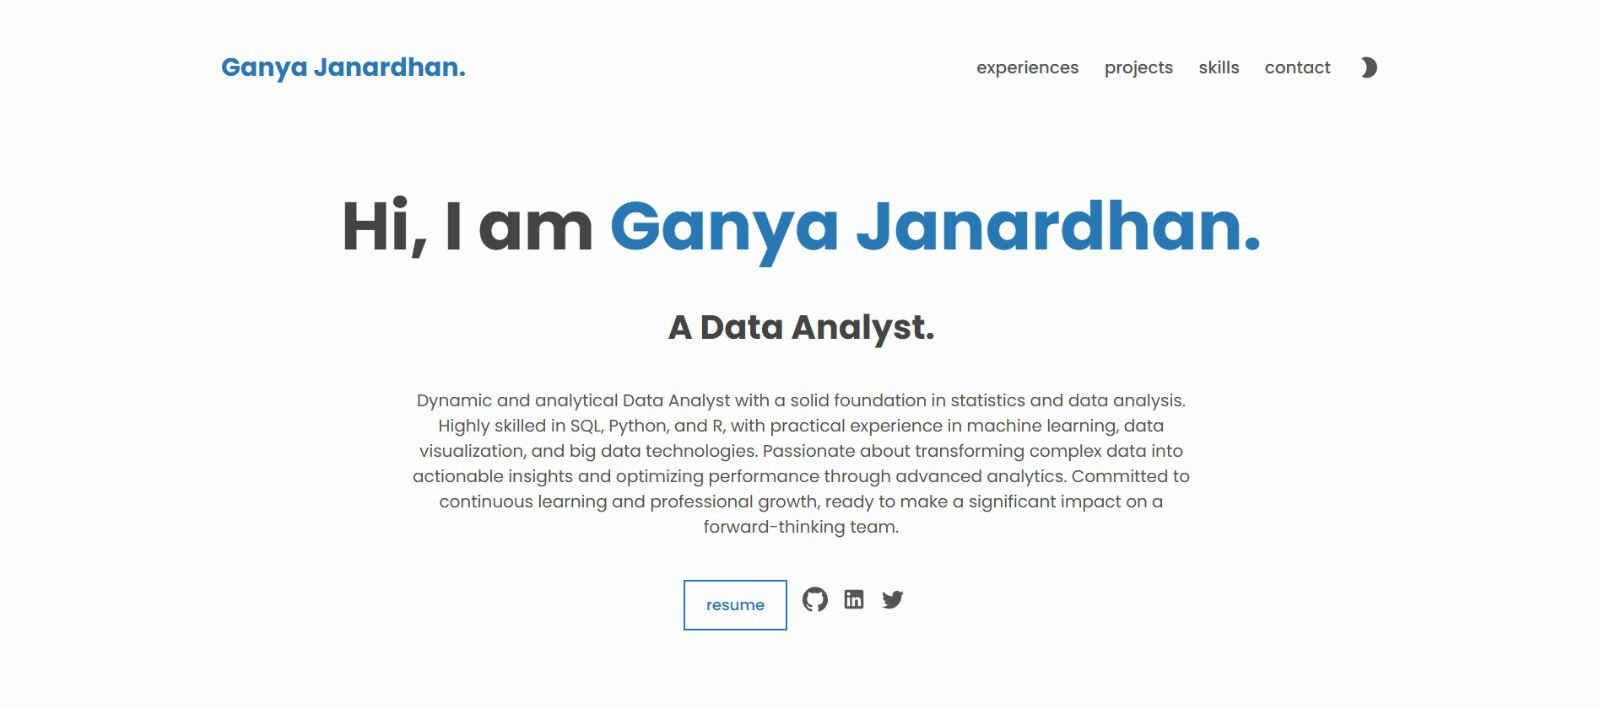 Ganya Janardhan.
experiences projects skills contact
Hi, I am Ganya Janardhan.
A Data Analyst.
Dynamic and analytical Data Analyst with a solid foundation in statistics and data analysis.
Highly skilled in SQL, Python, and R, with practical experience in machine learning, data
visualization, and big data technologies. Passionate about transforming complex data into
actionable insights and optimizing performance through advanced analytics. Committed to
continuous learning and professional growth, ready to make a significant impact on a
forward-thinking team.
resume